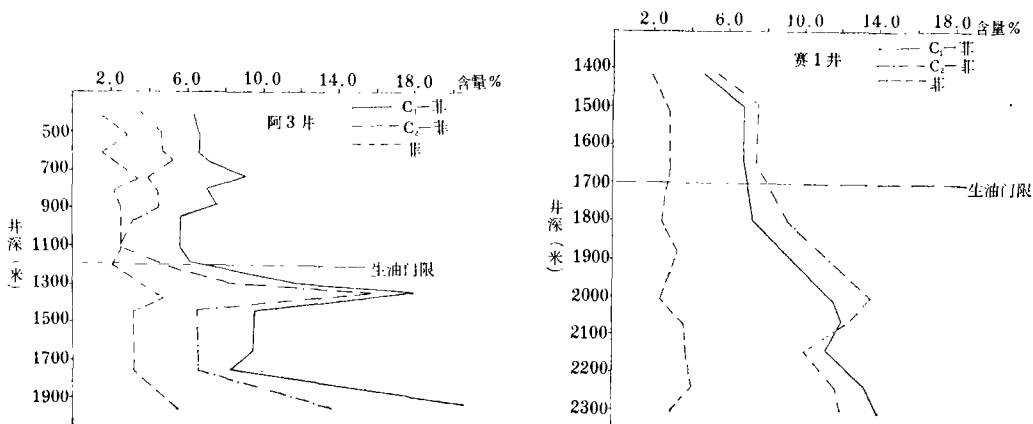 2.0 6.0 10.0 18.0 含量%
C₁—菲
阿3井
C₂—菲
菲
500
700
900
1100
1300
1500
1700
1900
井深(米)
生油门限
2.0 6.0 10.0 14.0 18.0 含量%
赛1井
C₁—菲
C₂—菲
菲
1400
1500
1600
1700
1800
1900
2000
2100
2200
2300
井深(米)
生油门限